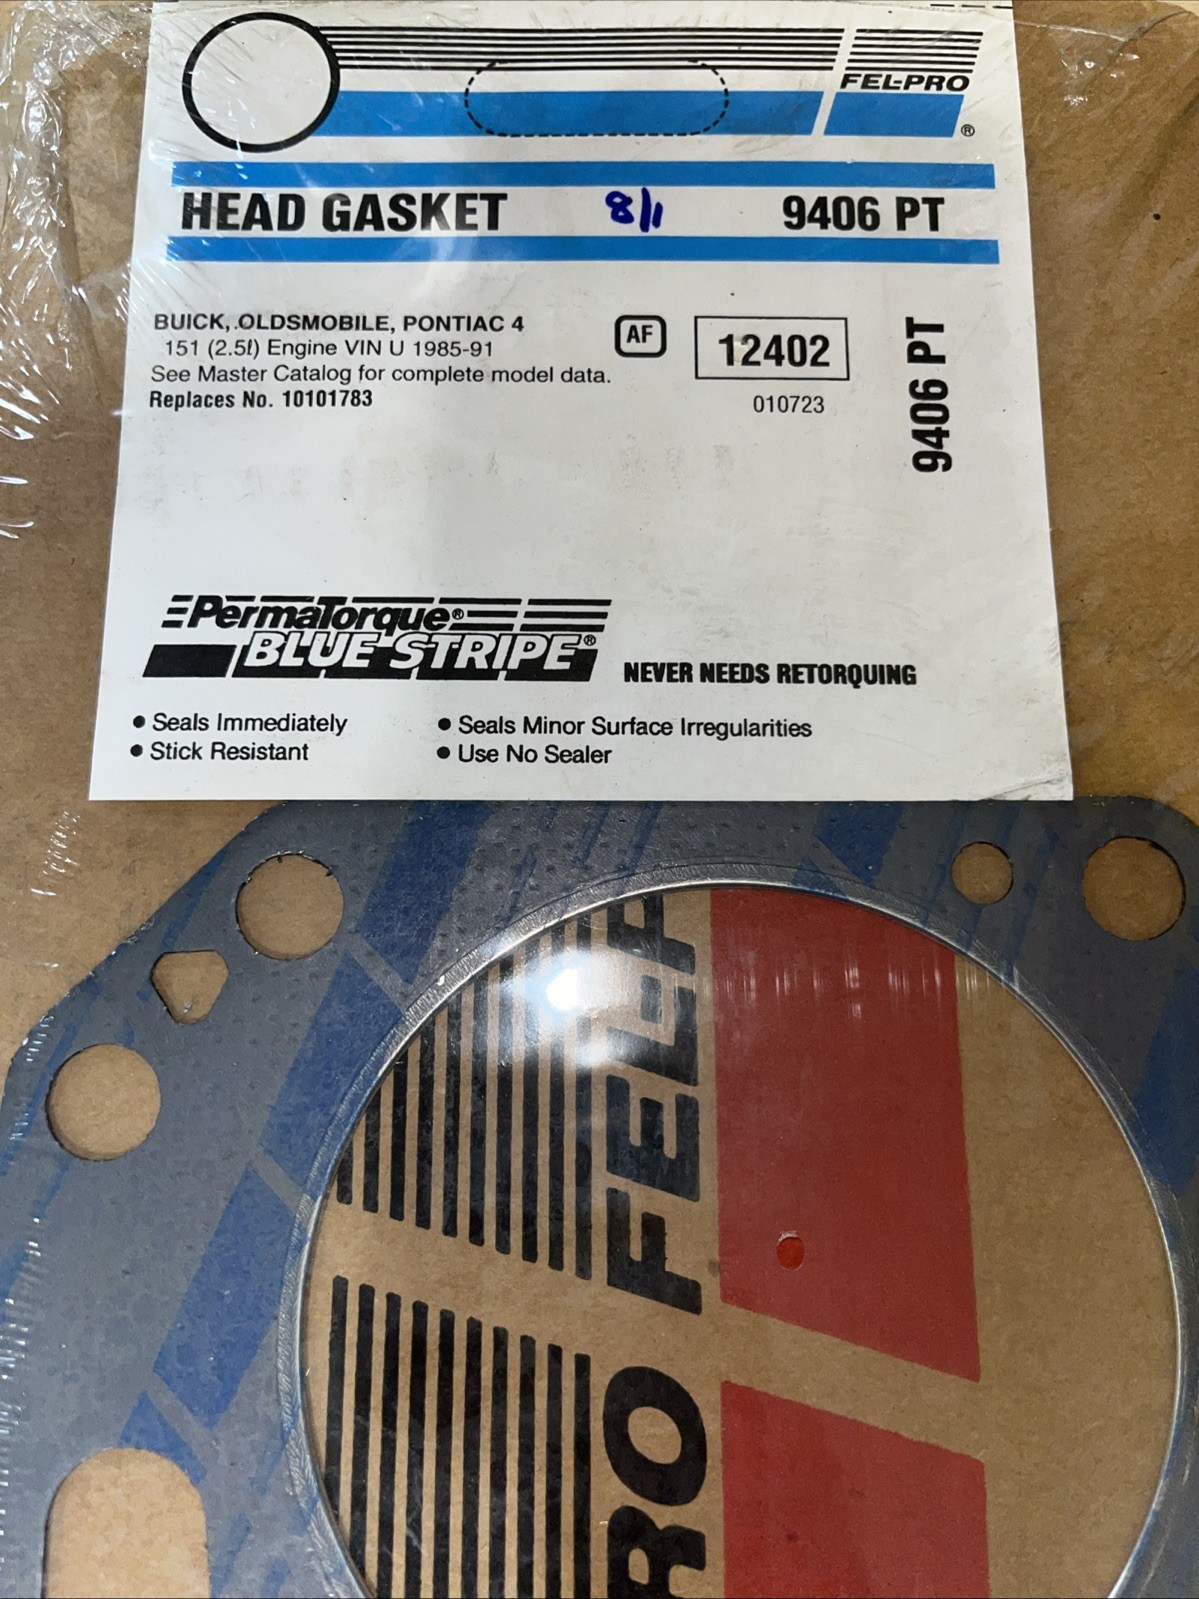 FEL-PRO®
HEAD GASKET 8/1 9406 PT
BUICK, OLDSMOBILE, PONTIAC 4
151 (2.5ℓ) Engine VIN U 1985-91
See Master Catalog for complete model data.
Replaces No. 10101783
AF
12402
010723
9406 PT
PermaTorque®
BLUE STRIPE®
NEVER NEEDS RETORQUING
• Seals Immediately
• Stick Resistant
• Seals Minor Surface Irregularities
• Use No Sealer
RO FELP